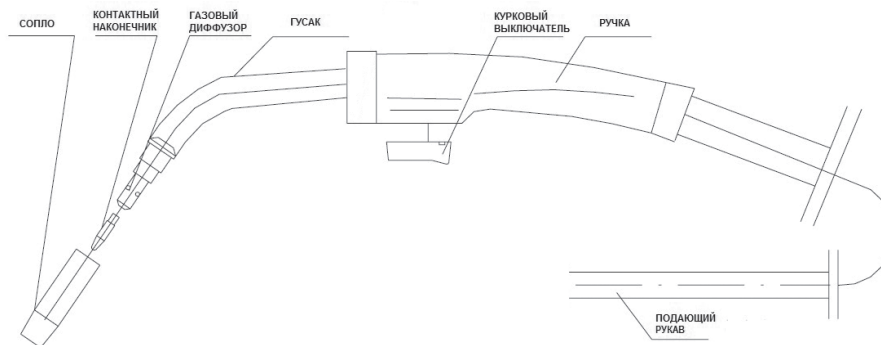 СОПЛО
КОНТАКТНЫЙ
НАКОНЕЧНИК
ГАЗОВЫЙ
ДИФФУЗОР
ГУСАК
КУРКОВЫЙ
ВЫКЛЮЧАТЕЛЬ
РУЧКА
ПОДАЮЩИЙ
РУКАВ